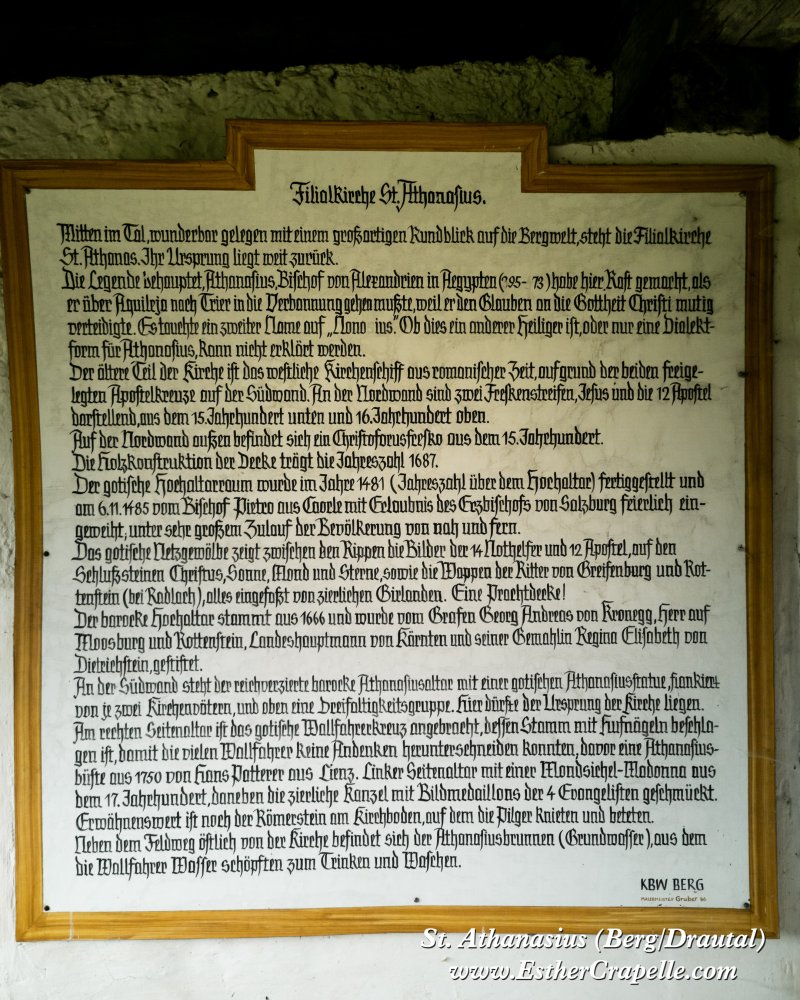 Filialkirche St. Athanasius.
Mitten im Tal, wunderbar gelegen mit einem großartigen Rundblick auf die Bergwelt, steht die Filialkirche
St. Athanas. Ihr Ursprung liegt weit zurück.
Die Legende behauptet, Athanasius, Bischof von Alexandrien in Aegypten (*295- 73) habe hier Rast gemacht, als
er über Aquileja nach Trier in die Verbannung gehen mußte, weil er den Glauben an die Gottheit Christi mutig
verteidigte. Es tauchte ein zweiter Name auf „Nono ius." Ob dies ein anderer Heiliger ist, oder nur eine Dialekt-
form für Athanasius, kann nicht erklärt werden.
Der ältere Teil der Kirche ist das westliche Kirchenschiff aus romanischer Zeit, aufgrund der beiden freige-
legten Apostelkreuze auf der Südwand. An der Nordwand sind zwei Freskenstreifen, Jesus und die 12 Apostel
darstellend, aus dem 15. Jahrhundert unten und 16. Jahrhundert oben.
Auf der Nordwand außen befindet sich ein Christoforusfresko aus dem 15. Jahrhundert.
Die Holzkonstruktion der Decke trägt die Jahreszahl 1687.
Der gotische Hochaltarraum wurde im Jahre 1481 (Jahreszahl über dem Hochaltar) fertiggestellt und
am 6.11.1485 vom Bischof Pietro aus Caorle mit Erlaubnis des Erzbischofs von Salzburg feierlich ein-
geweiht, unter sehr großem Zulauf der Bevölkerung von nah und fern.
Das gotische Netzgewölbe zeigt zwischen den Rippen die Bilder der 14 Nothelfer und 12 Apostel, auf den
Schlußsteinen Christus, Sonne, Mond und Sterne, sowie die Wappen der Ritter von Greifenburg und Rot-
tenstein (bei Radlach), alles eingefaßt von zierlichen Girlanden. Eine Prachtdecke!
Der barocke Hochaltar stammt aus 1666 und wurde vom Grafen Georg Andreas von Kronegg, Herr auf
Moosburg und Rottenstein, Landeshauptmann von Kärnten und seiner Gemahlin Regina Elisabeth von
Dietrichstein, gestiftet.
An der Südwand steht der reichverzierte barocke Athanasiusaltar mit einer gotischen Athanasiusstatue, flankiert
von je zwei Kirchenvätern, und oben eine Dreifaltigkeitsgruppe. Hier dürfte der Ursprung der Kirche liegen.
Am rechten Seitenaltar ist das gotische Wallfahrerkreuz angebracht, dessen Stamm mit Hufnägeln beschla-
gen ist, damit die vielen Wallfahrer keine Andenken herunterschneiden konnten, davor eine Athanasius-
büste aus 1750 von Hans Patterer aus Lienz. Linker Seitenaltar mit einer Mondsichel-Madonna aus
dem 17. Jahrhundert, daneben die zierliche Kanzel mit Bildmedaillons der 4 Evangelisten geschmückt.
Erwähnenswert ist noch der Römerstein am Kirchboden, auf dem die Pilger knieten und beteten.
Neben dem Feldweg östlich von der Kirche befindet sich der Athanasiusbrunnen (Grundwasser), aus dem
die Wallfahrer Wasser schöpften zum Trinken und Waschen.
KBW BERG
MALERMEISTER Gruber 86
St. Athanasius (Berg/Drautal)
www.EstherCrapelle.com